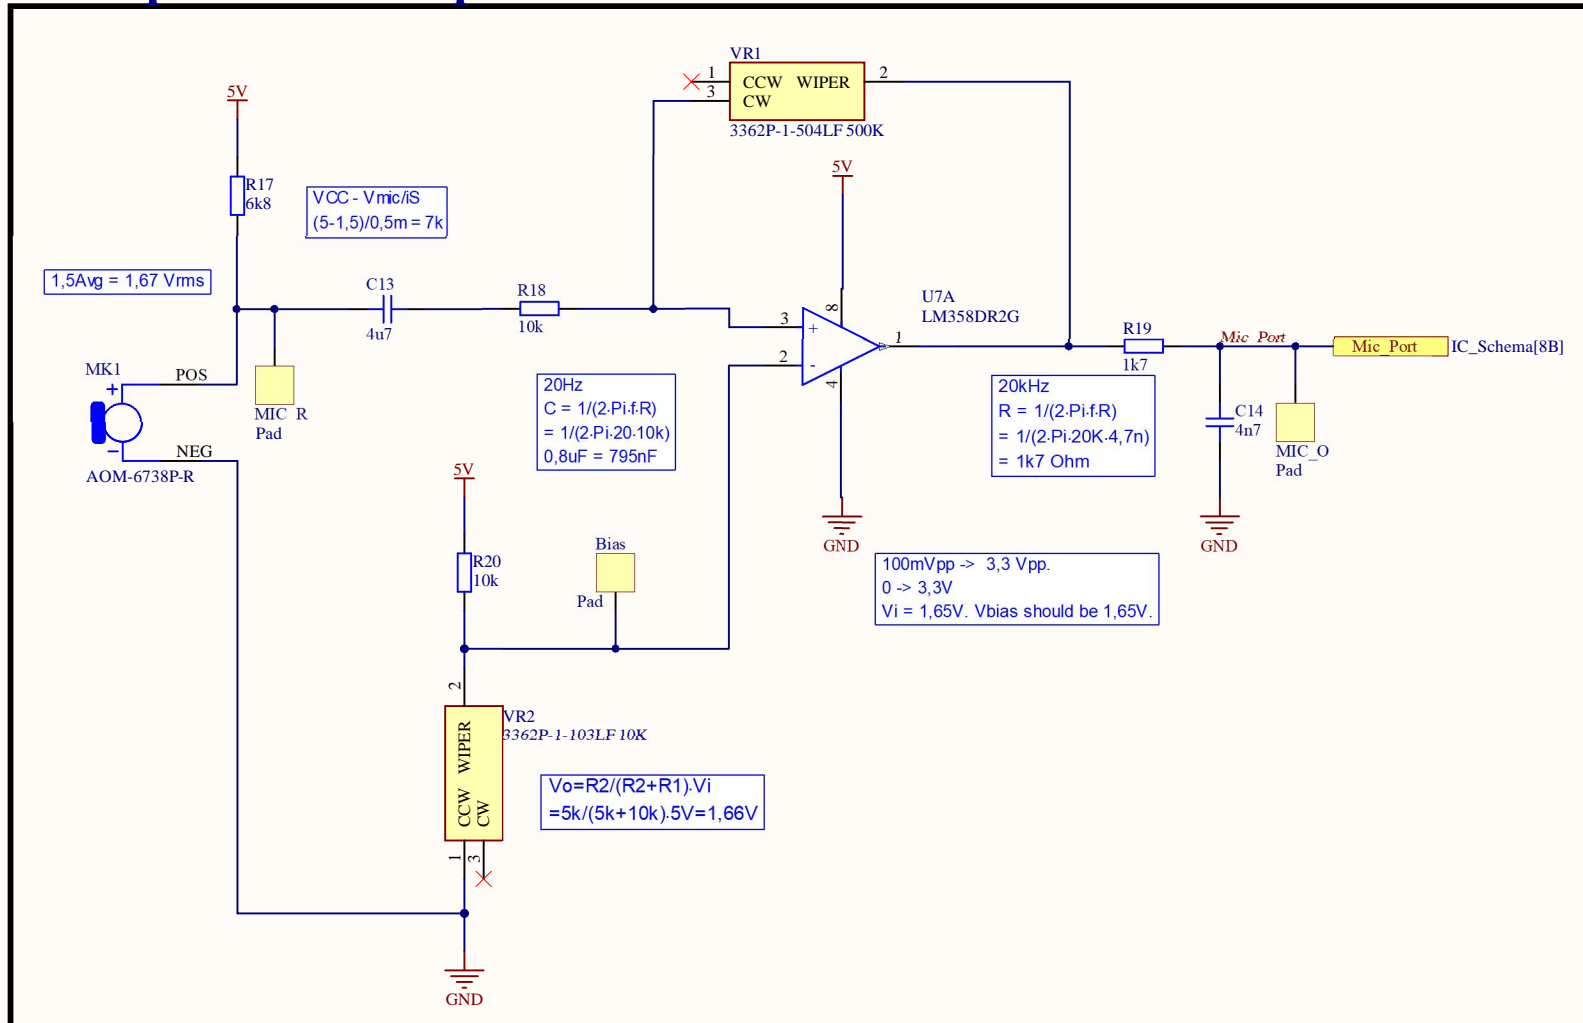 VR1
1
CCW WIPER
2
3
CW
3362P-1-504LF 500K
5V
R17
6k8
VCC - Vmic/iS
(5-1,5)/0,5m = 7k
5V
1,5Avg = 1,67 Vrms
C13
4u7
R18
10k
8
U7A
LM358DR2G
3
+
1
2
-
4
R19
1k7
Mic_Port
Mic_Port
IC_Schema[8B]
MK1
+
POS
NEG
-
AOM-6738P-R
MIC_R
Pad
20Hz
C = 1/(2·Pi·f·R)
= 1/(2·Pi·20·10k)
0,8uF = 795nF
20kHz
R = 1/(2·Pi·f·R)
= 1/(2·Pi·20K·4,7n)
= 1k7 Ohm
C14
4n7
MIC_O
Pad
5V
R20
10k
Bias
Pad
GND
GND
100mVpp -> 3,3 Vpp.
0 -> 3,3V
Vi = 1,65V. Vbias should be 1,65V.
2
VR2
3362P-1-103LF 10K
CCW WIPER
CW
1
3
Vo=R2/(R2+R1)·Vi
=5k/(5k+10k)·5V=1,66V
GND